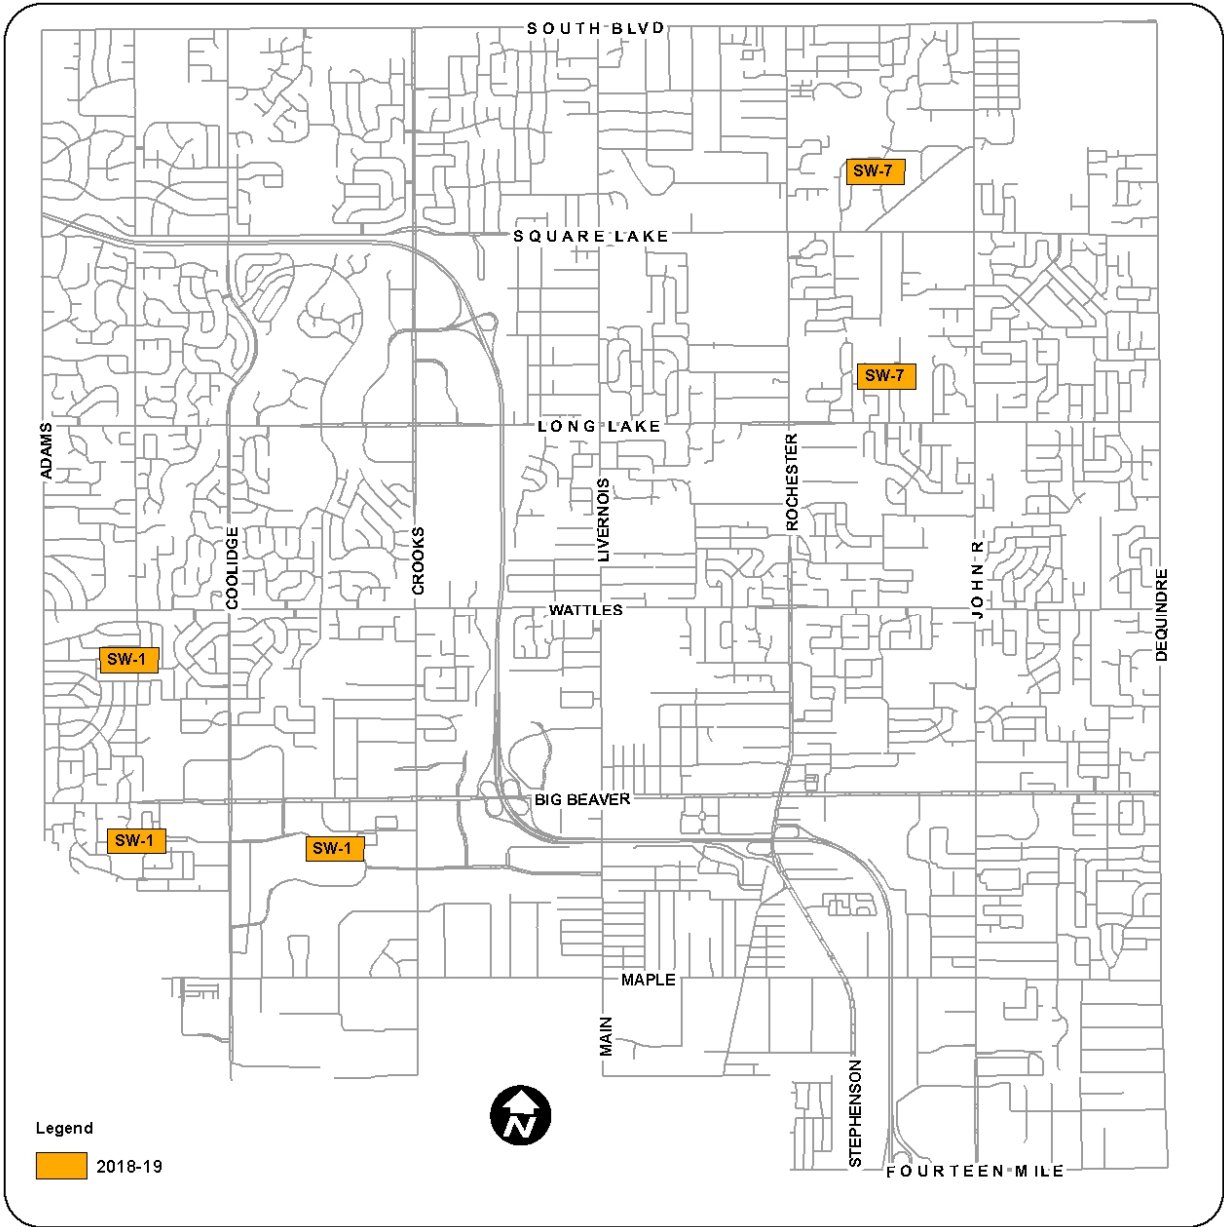 SOUTH BLVD
SW-7
SQUARE LAKE
SW-7
LONG LAKE
ADAMS
ROCHESTER
LIVERNOIS
COOLIDGE
CROOKS
JOHN R
DEQUINDRE
WATTLES
SW-1
BIG BEAVER
SW-1
SW-1
MAPLE
MAIN
STEPHENSON
N
Legend
2018-19
FOURTEEN MILE